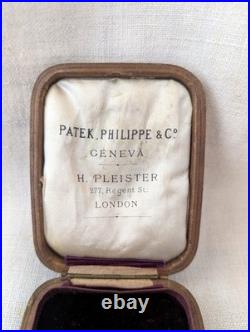 PATEK, PHILIPPE & Cº
GENEVA
H. PLEISTER
277, Regent St.
LONDON